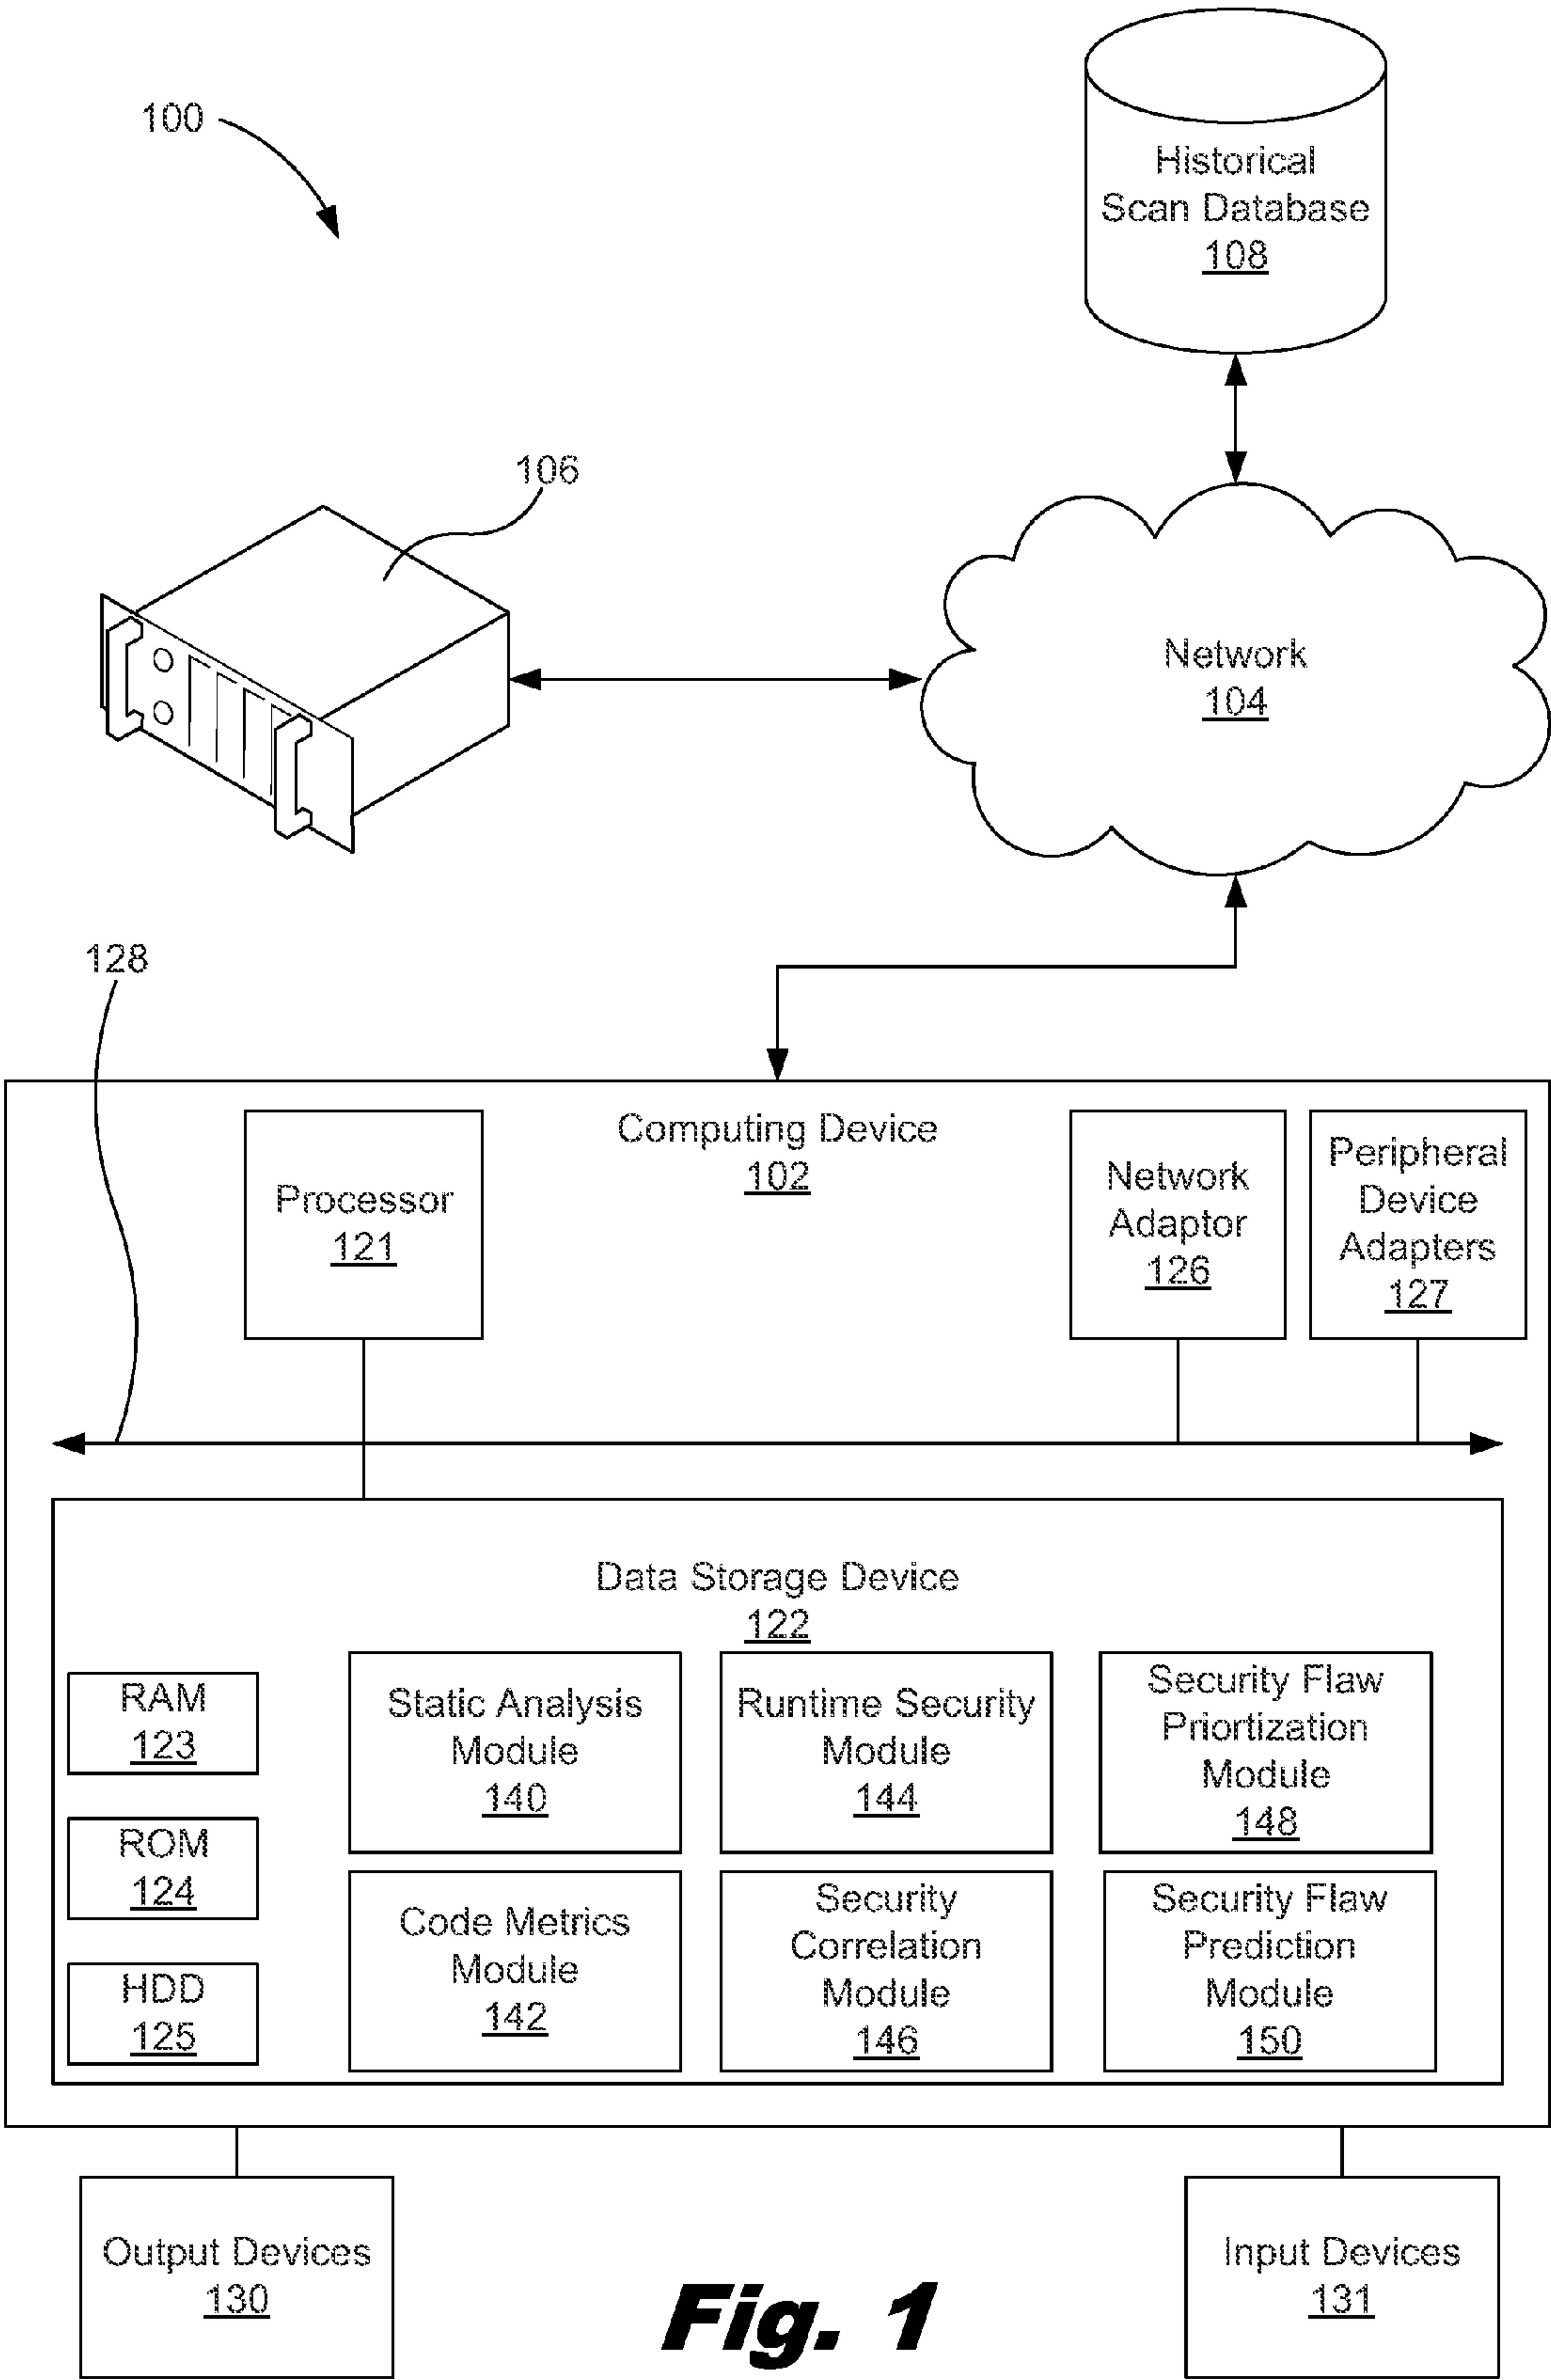 100
Historical
Scan Database
108
106
Network
104
128
Computing Device
102
Processor
121
Network
Adaptor
126
Peripheral
Device
Adapters
127
Data Storage Device
122
RAM
123
ROM
124
HDD
125
Static Analysis
Module
140
Runtime Security
Module
144
Security Flaw
Priortization
Module
148
Code Metrics
Module
142
Security
Correlation
Module
146
Security Flaw
Prediction
Module
150
Output Devices
130
Input Devices
131
Fig. 1